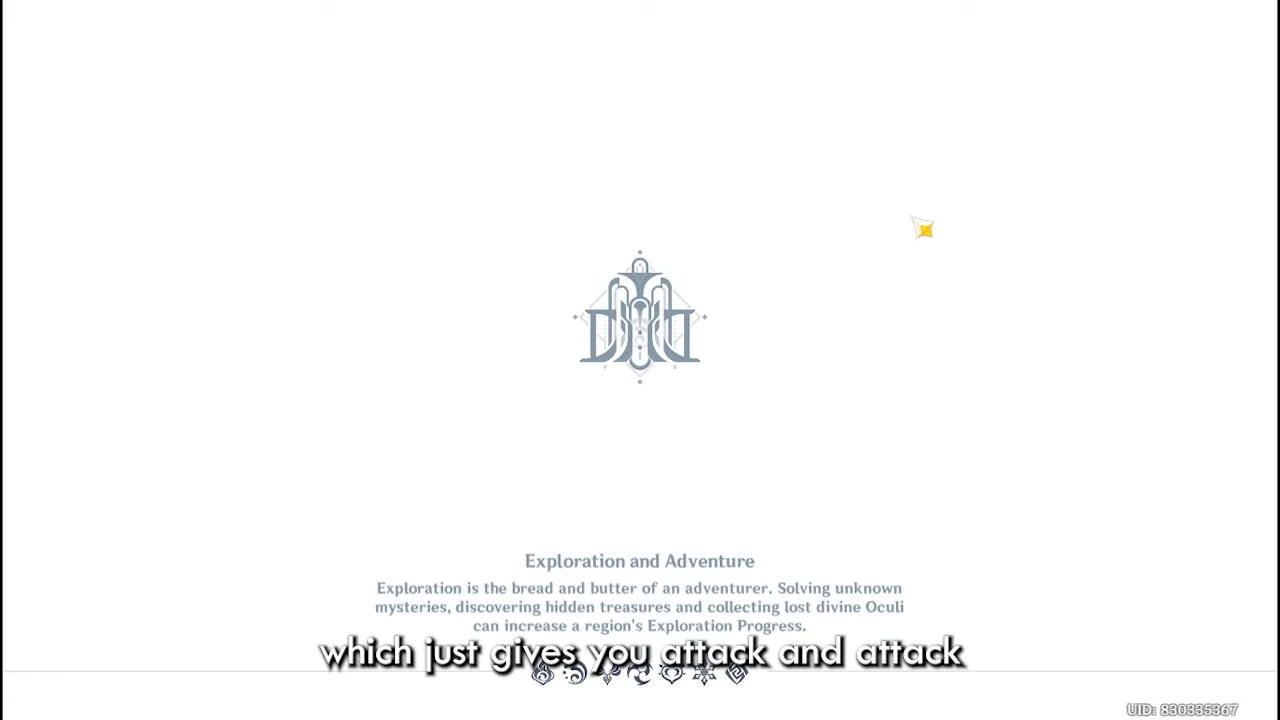 Exploration and Adventure
Exploration is the bread and butter of an adventurer. Solving unknown
mysteries, discovering hidden treasures and collecting lost divine Oculi
can increase a region's Exploration Progress.
which just gives you attack and attack
UID: 830335367